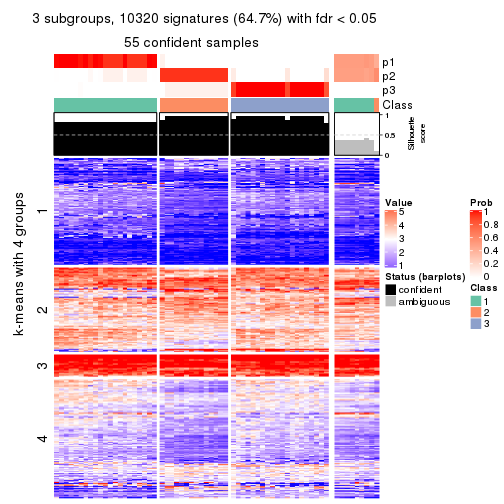 3 subgroups, 10320 signatures (64.7%) with fdr < 0.05
55 confident samples
p1
p2
p3
Class
1
0.5
0
Silhouette
score
k-means with 4 groups
1
2
3
4
Value
5
4
3
2
1
Status (barplots)
confident
ambiguous
Prob
1
0.8
0.6
0.4
0.2
0
Class
1
2
3